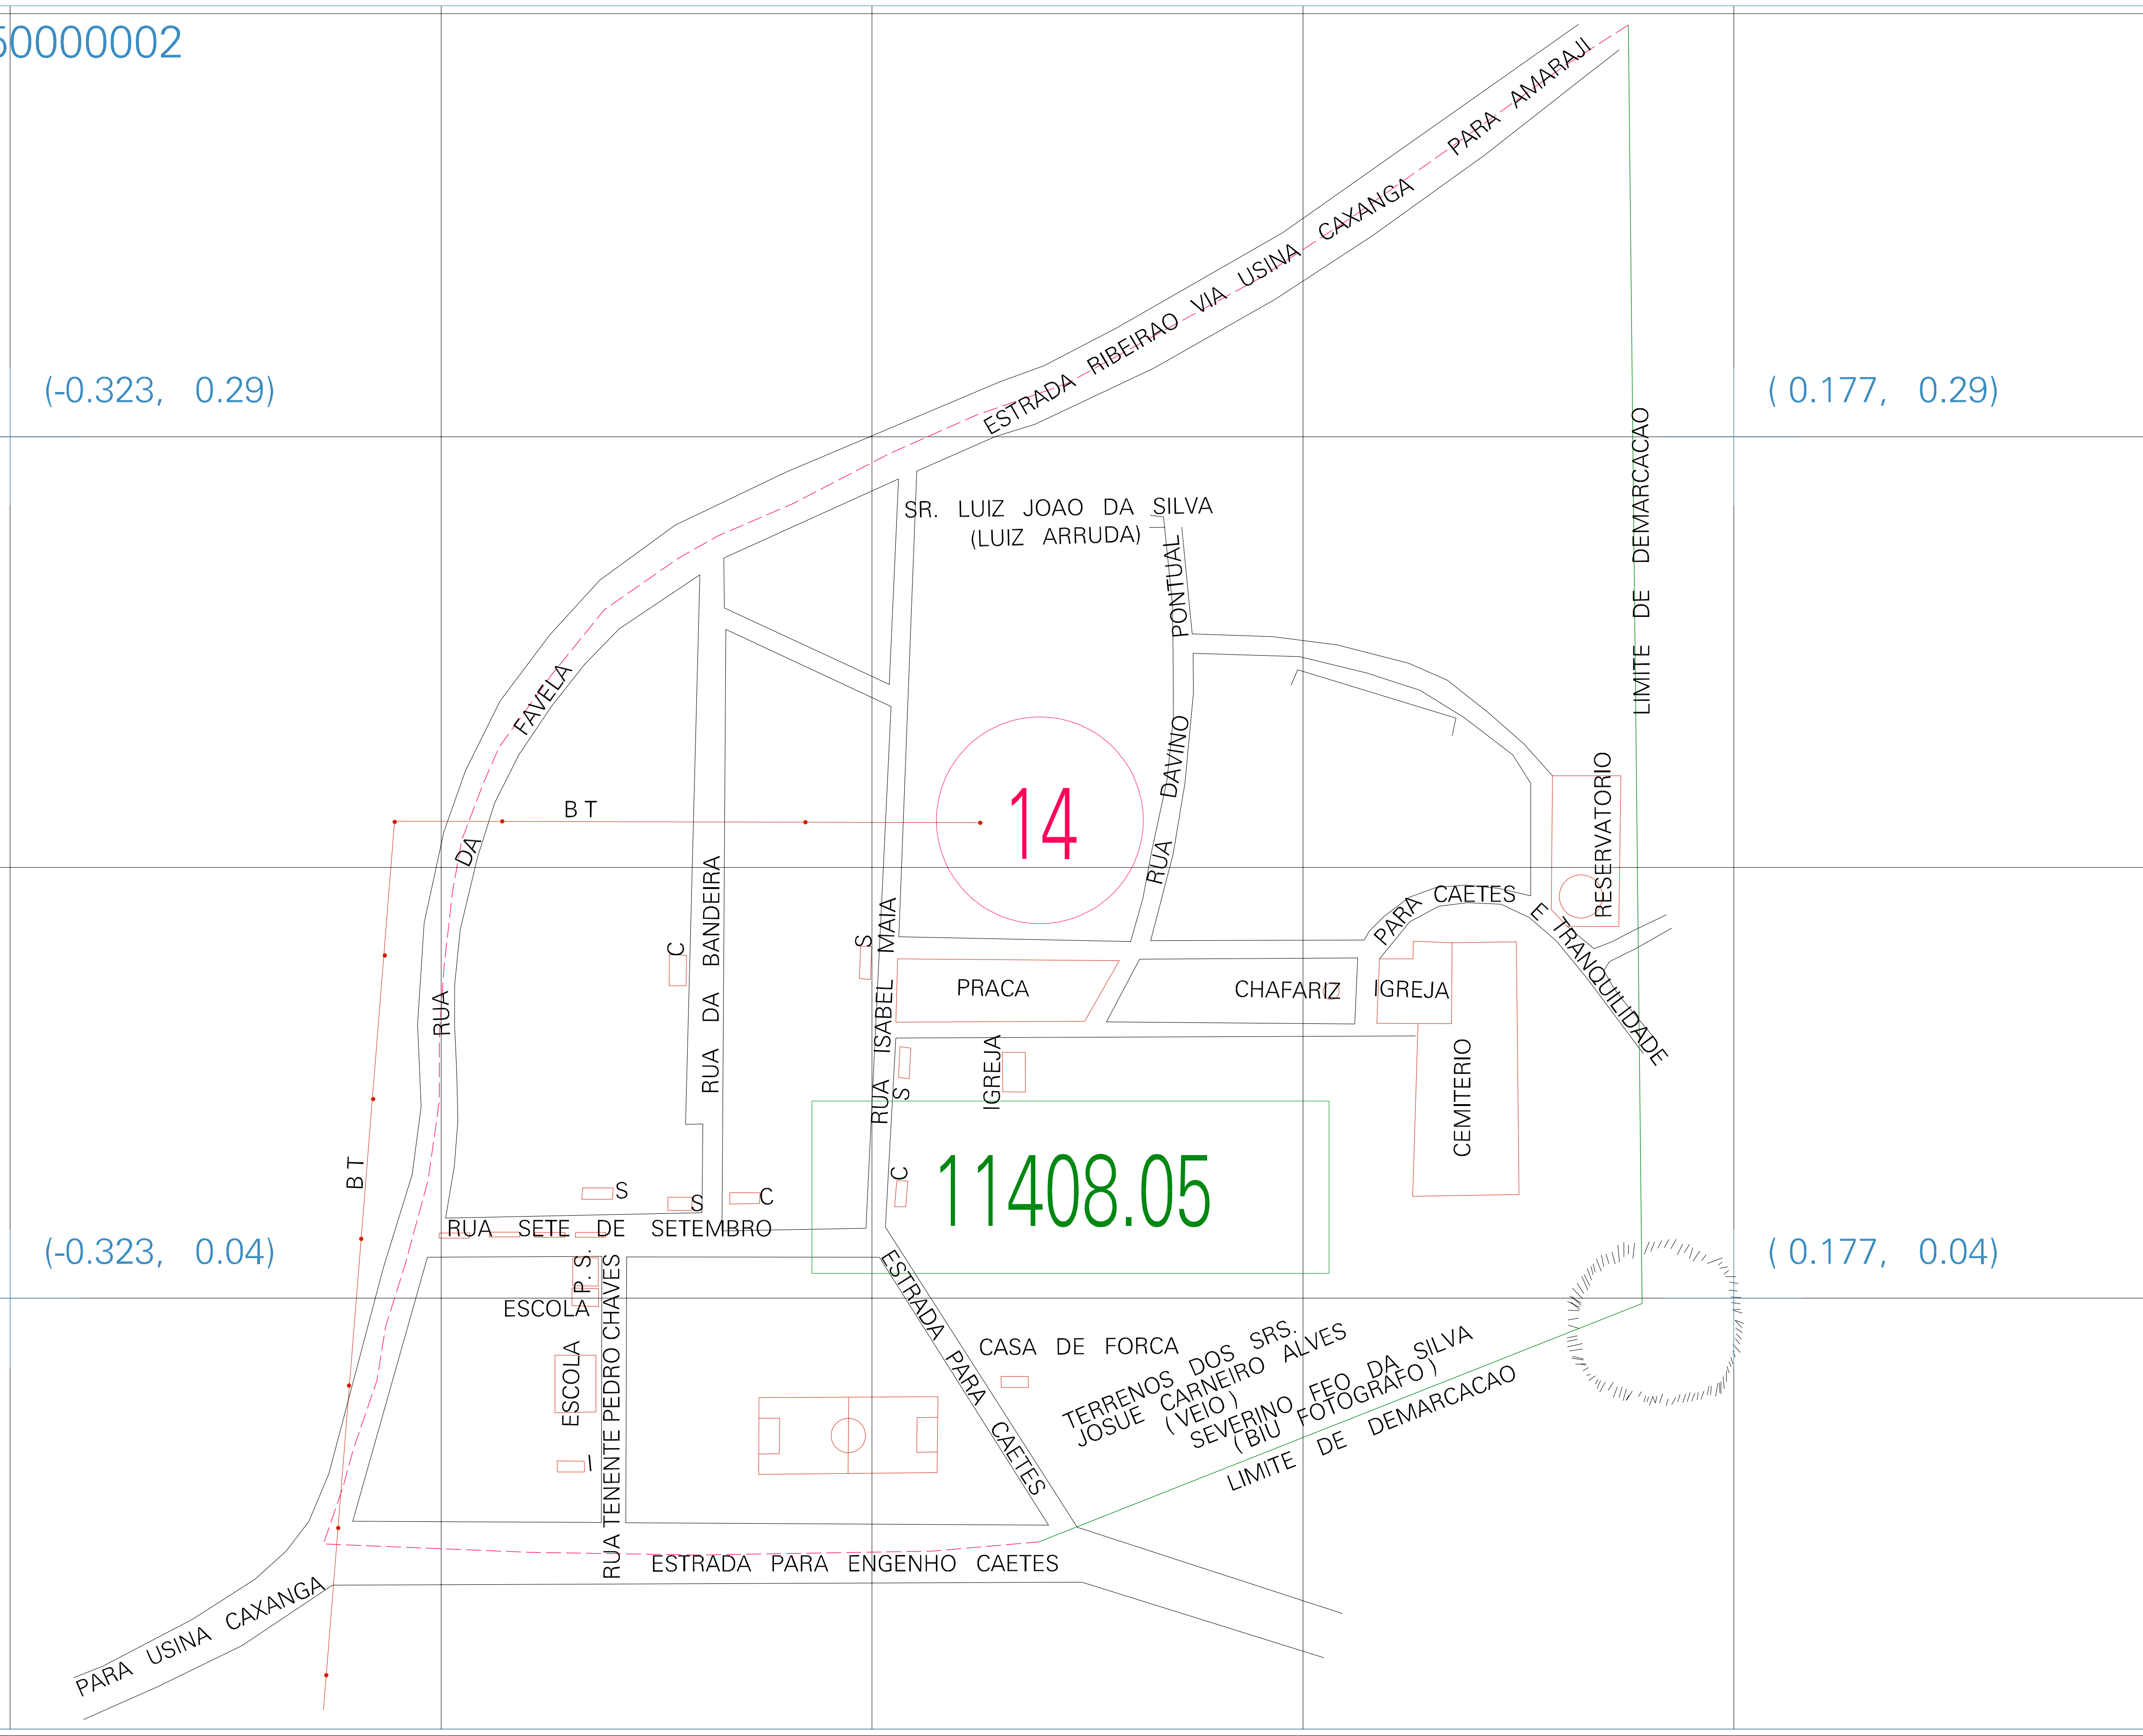 50000002
PARA AMARAJI
ESTRADA RIBEIRAO VIA USINA CAXANGA
(-0.323, 0.29)
( 0.177, 0.29)
SR. LUIZ JOAO DA SILVA
(LUIZ ARRUDA)
LIMITE DE DEMARCACAO
RUA DAVINO PONTUAL
RUA DA FAVELA
B T
14
RESERVATORIO
RUA DA BANDEIRA
RUA ISABEL MAIA
C
S
PARA CAETES E TRANQUILIDADE
PRACA
CHAFARIZ
IGREJA
IGREJA
S
CEMITERIO
B T
11408.05
C
S
S
C
RUA SETE DE SETEMBRO
(-0.323, 0.04)
( 0.177, 0.04)
P. S.
ESCOLA
ESCOLA
I
RUA TENENTE PEDRO CHAVES
ESTRADA PARA CAETES
CASA DE FORCA
TERRENOS DOS SRS.
JOSUE CARNEIRO ALVES
(VEIO)
SEVERINO FEO DA SILVA
(BIU FOTOGRAFO)
LIMITE DE DEMARCACAO
ESTRADA PARA ENGENHO CAETES
PARA USINA CAXANGA